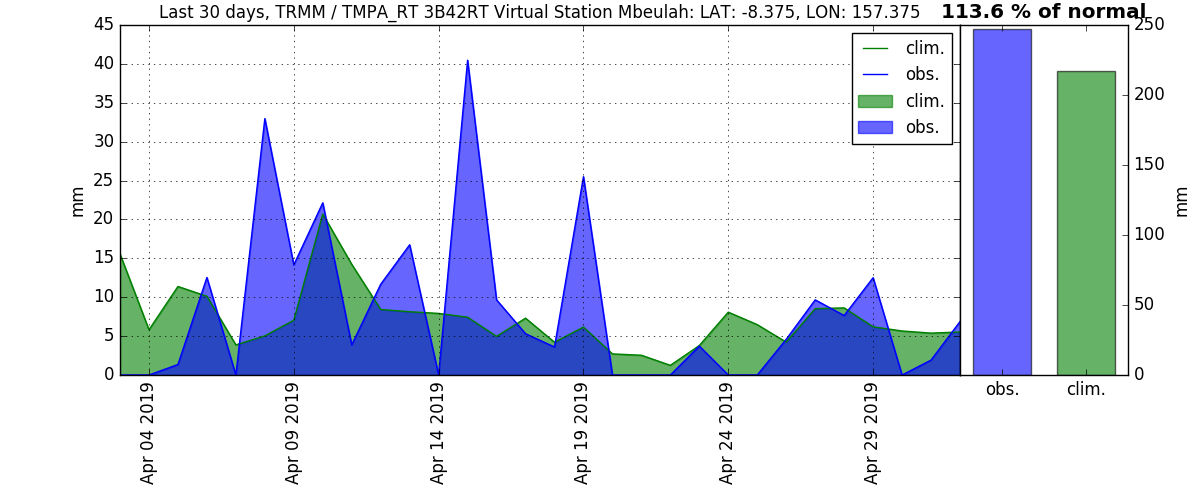 Last 30 days, TRMM / TMPA_RT 3B42RT Virtual Station Mbeulah: LAT: -8.375, LON: 157.375
113.6 % of normal
45
40
35
30
25
20
15
10
5
0
mm
clim.
obs.
clim.
obs.
Apr 04 2019
Apr 09 2019
Apr 14 2019
Apr 19 2019
Apr 24 2019
Apr 29 2019
250
200
150
100
50
0
mm
obs.
clim.